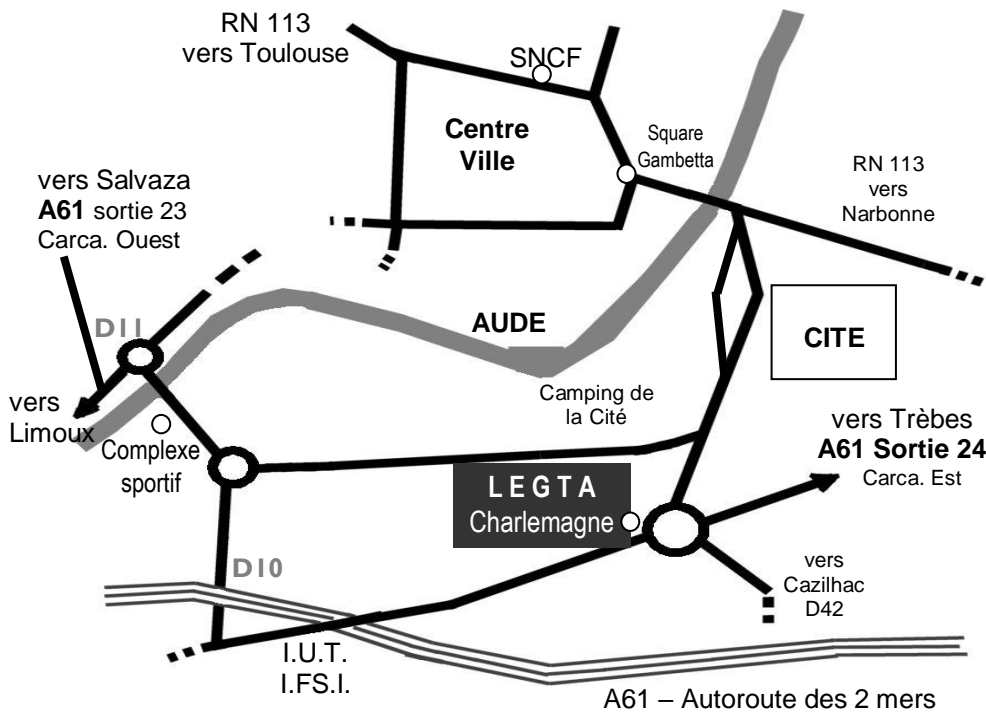 RN 113
vers Toulouse
SNCF
Centre
Ville
Square
Gambetta
RN 113
vers
Narbonne
vers Salvaza
A61 sortie 23
Carca. Ouest
D11
AUDE
CITE
vers
Limoux
Camping de
la Cité
Complexe
sportif
vers Trèbes
A61 Sortie 24
Carca. Est
LEGTA
Charlemagne
D10
vers
Cazilhac
D42
I.U.T.
I.FS.I.
A61 – Autoroute des 2 mers